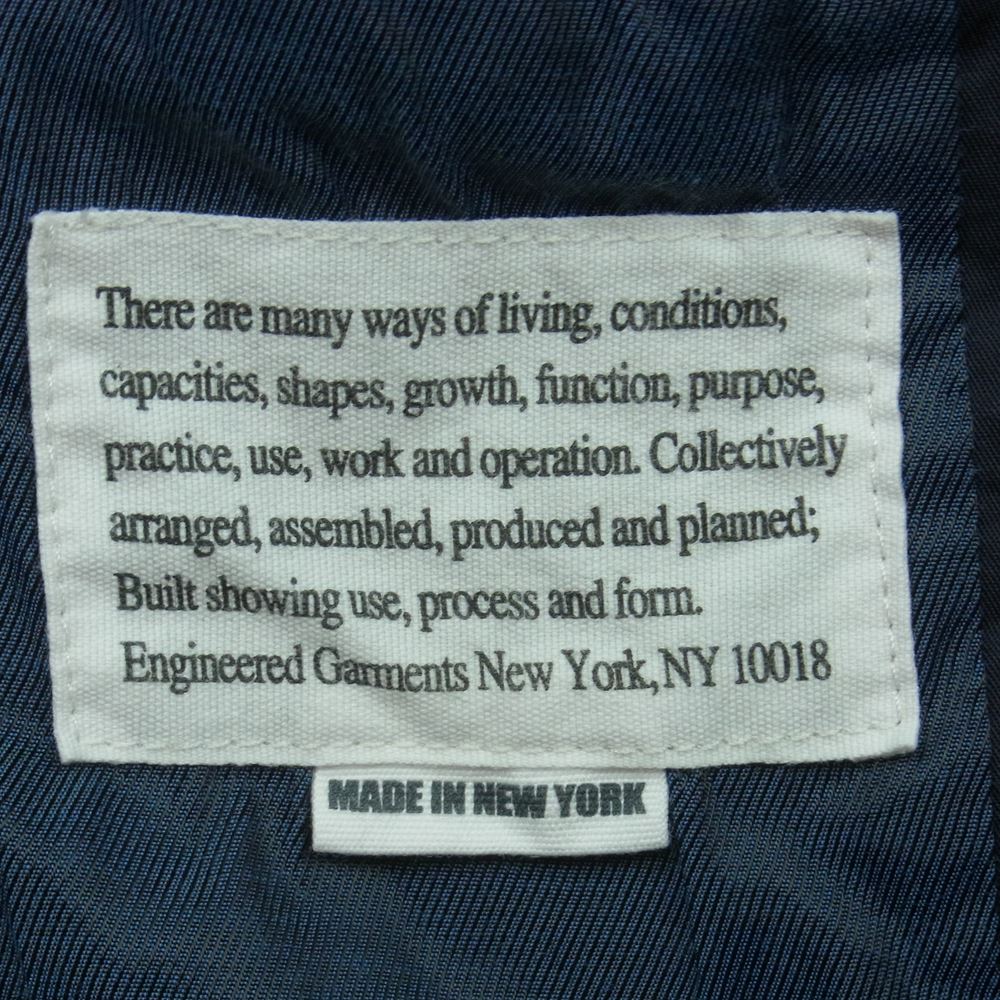 There are many ways of living, conditions,
capacities, shapes, growth, function, purpose,
practice, use, work and operation. Collectively
arranged, assembled, produced and planned;
Built showing use, process and form.
Engineered Garments New York, NY 10018
MADE IN NEW YORK